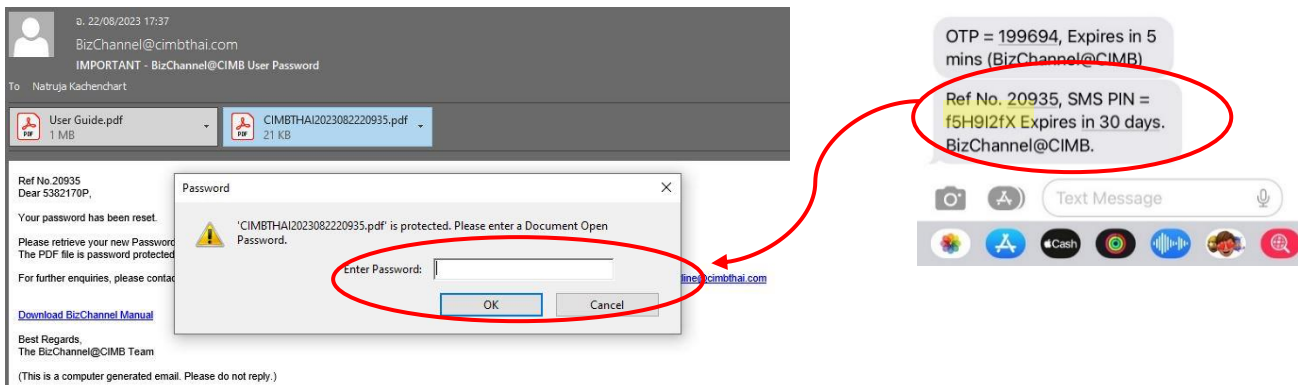 อ. 22/08/2023 17:37
BizChannel@cimbthai.com
IMPORTANT - BizChannel@CIMB User Password
To Natruja Kachenchart
User Guide.pdf
1 MB
CIMBTHAI2023082220935.pdf
21 KB
Ref No.20935
Dear 5382170P,
Your password has been reset.
Please retrieve your new Password
The PDF file is password protected
For further enquiries, please contac
line@cimbthai.com
Download BizChannel Manual
Best Regards,
The BizChannel@CIMB Team
(This is a computer generated email. Please do not reply.)
Password
'CIMBTHAI2023082220935.pdf' is protected. Please enter a Document Open
Password.
Enter Password:
OK Cancel
OTP = 199694, Expires in 5
mins (BizChannel@CIMB)
Ref No. 20935, SMS PIN =
f5H9I2fX Expires in 30 days.
BizChannel@CIMB.
Text Message
Cash